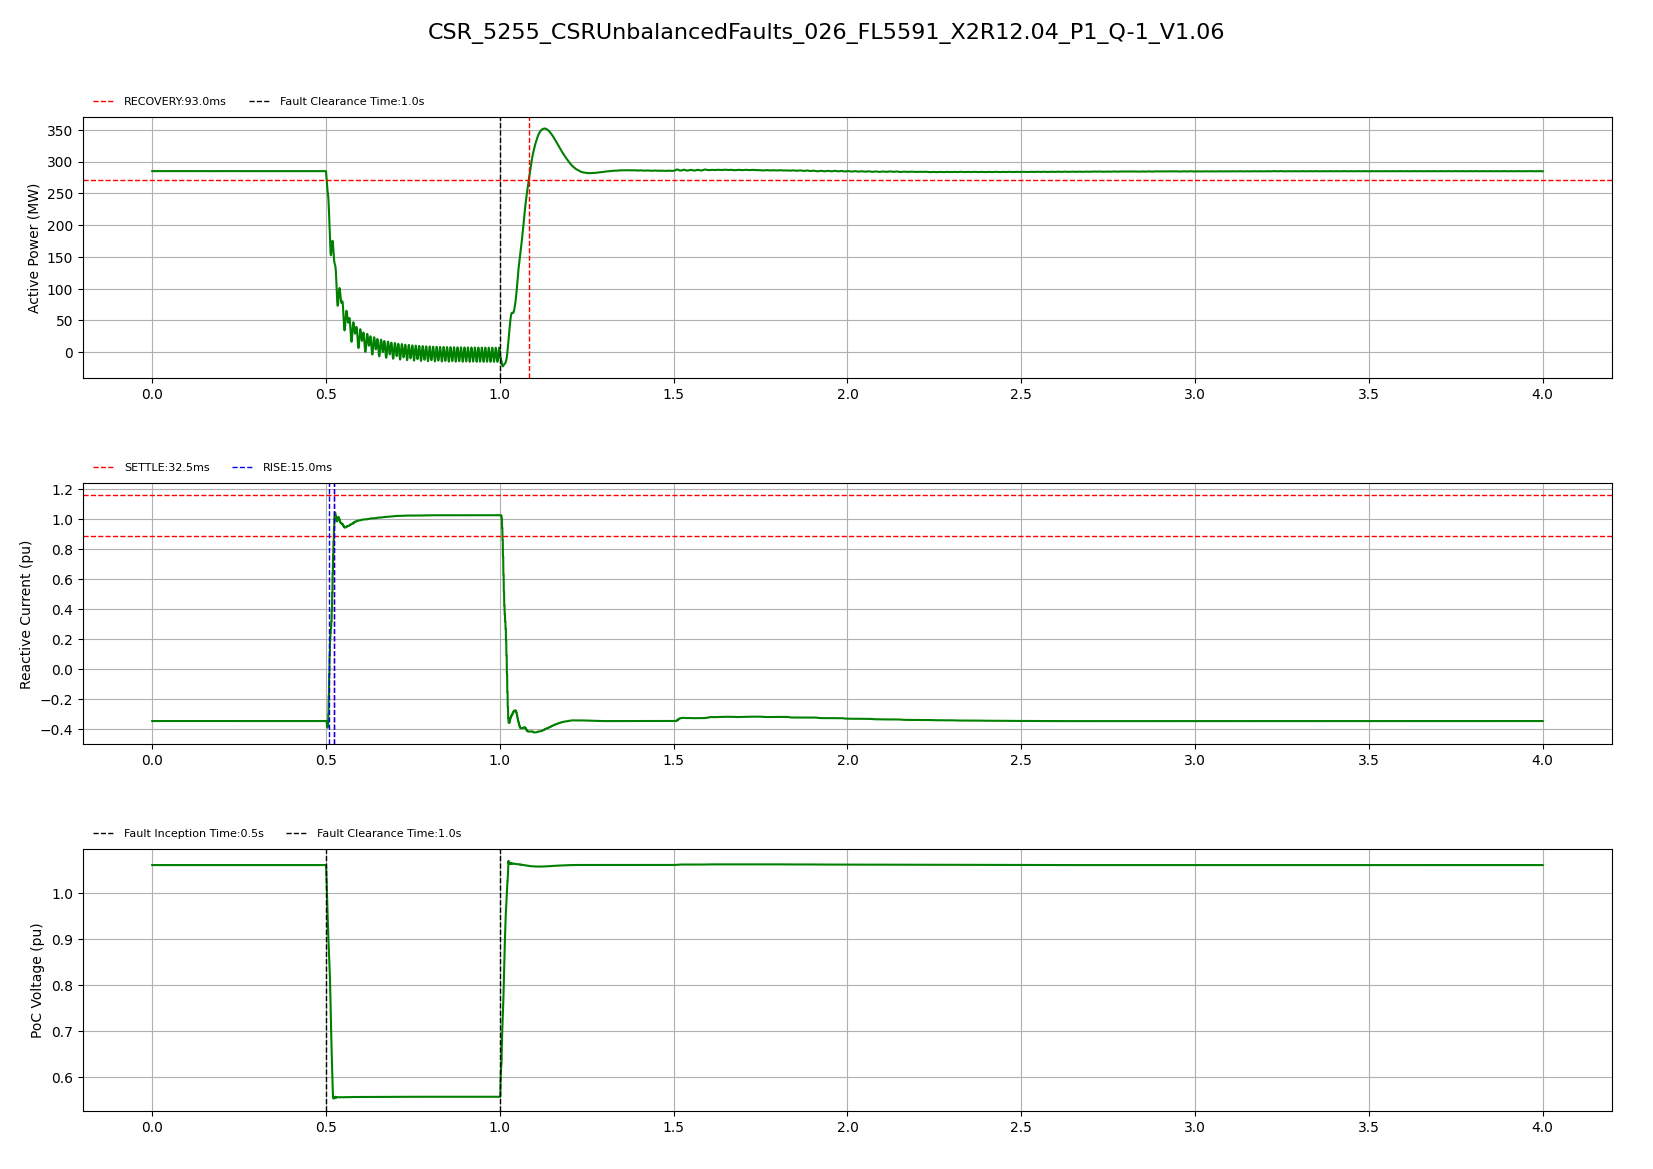 CSR_5255_CSRUnbalancedFaults_026_FL5591_X2R12.04_P1_Q-1_V1.06
RECOVERY:93.0ms Fault Clearance Time:1.0s
350
300
250
200
150
100
50
0
Active Power (MW)
0.0 0.5 1.0 1.5 2.0 2.5 3.0 3.5 4.0
SETTLE:32.5ms RISE:15.0ms
1.2
1.0
0.8
0.6
0.4
0.2
0.0
−0.2
−0.4
Reactive Current (pu)
0.0 0.5 1.0 1.5 2.0 2.5 3.0 3.5 4.0
Fault Inception Time:0.5s Fault Clearance Time:1.0s
1.0
0.9
0.8
0.7
0.6
PoC Voltage (pu)
0.0 0.5 1.0 1.5 2.0 2.5 3.0 3.5 4.0